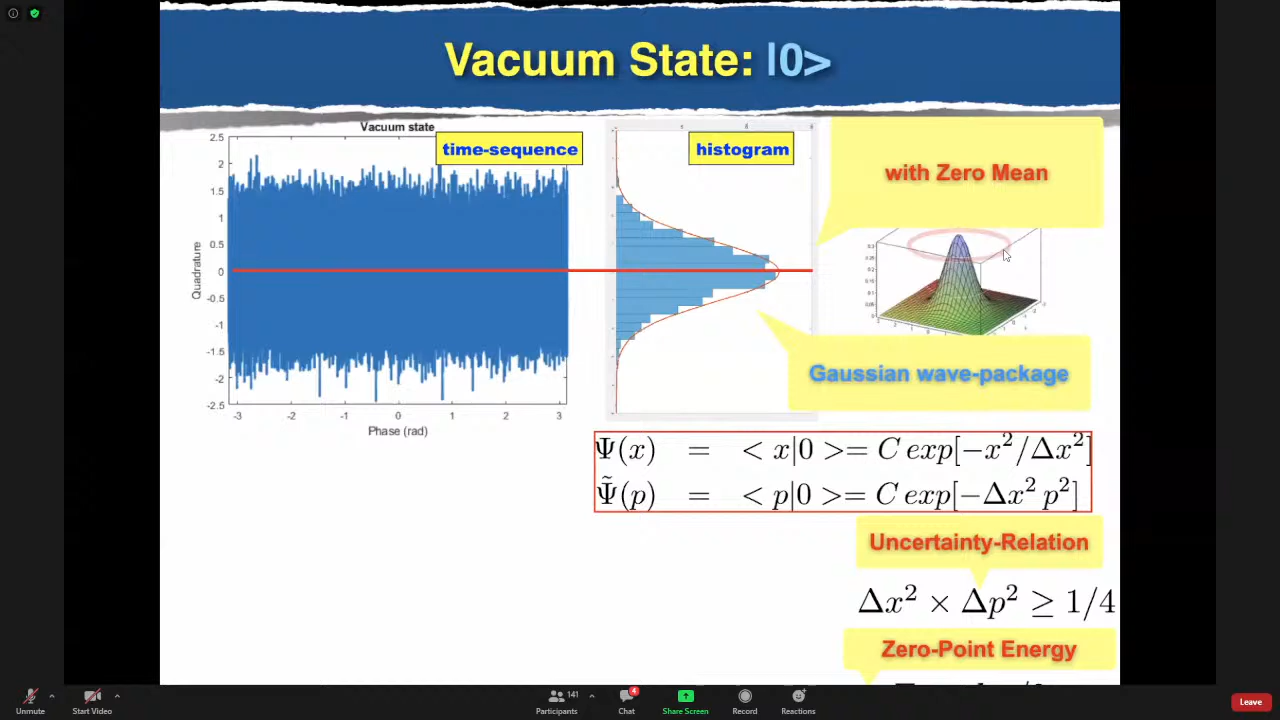 Vacuum State: |0>
Vacuum state
time-sequence
histogram
with Zero Mean
2.5
2
1.5
1
0.5
0
-0.5
-1
-1.5
-2
-2.5
Quadrature
-3 -2 -1 0 1 2 3
Phase (rad)
Gaussian wave-package
Ψ(x) = < x|0 >= C exp[−x²/Δx²]
Ψ̃(p) = < p|0 >= C exp[−Δx² p²]
Uncertainty-Relation
Δx² × Δp² ≥ 1/4
Zero-Point Energy
Unmute
Start Video
Participants 141
Chat 4
Share Screen
Record
Reactions
Leave